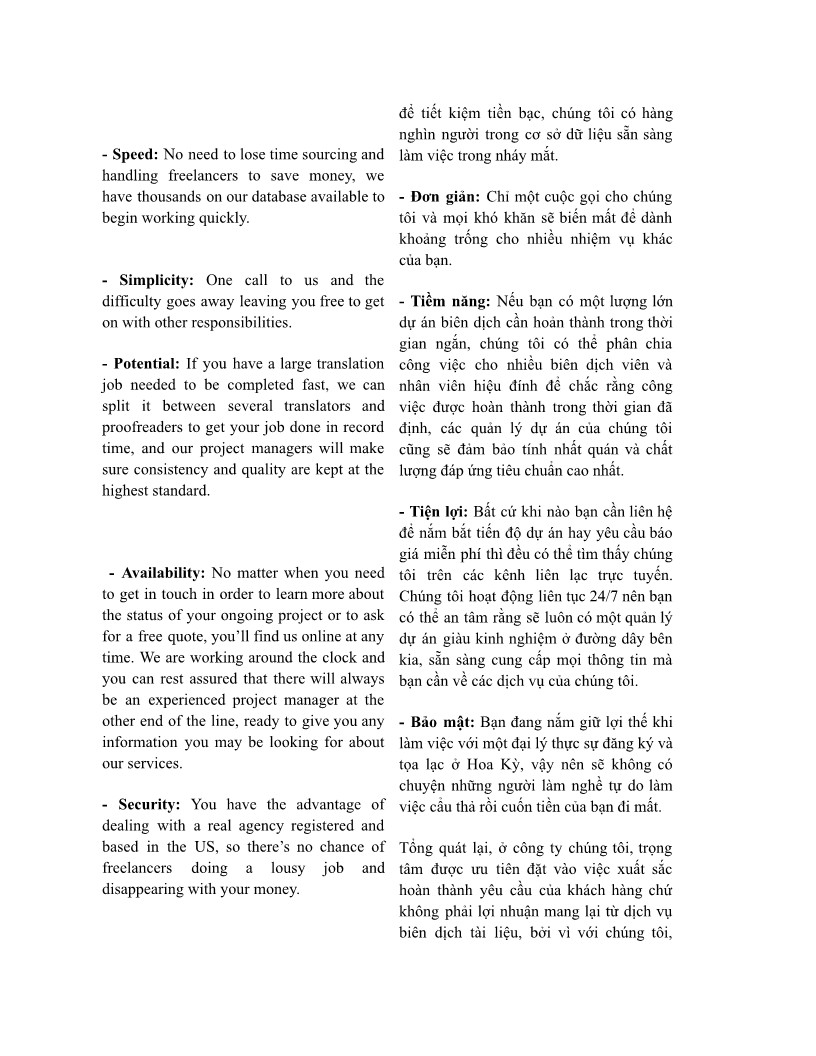 - Speed: No need to lose time sourcing and
handling freelancers to save money, we
have thousands on our database available to
begin working quickly.
- Simplicity: One call to us and the
difficulty goes away leaving you free to get
on with other responsibilities.
- Potential: If you have a large translation
job needed to be completed fast, we can
split it between several translators and
proofreaders to get your job done in record
time, and our project managers will make
sure consistency and quality are kept at the
highest standard.
- Availability: No matter when you need
to get in touch in order to learn more about
the status of your ongoing project or to ask
for a free quote, you’ll find us online at any
time. We are working around the clock and
you can rest assured that there will always
be an experienced project manager at the
other end of the line, ready to give you any
information you may be looking for about
our services.
- Security: You have the advantage of
dealing with a real agency registered and
based in the US, so there’s no chance of
freelancers doing a lousy job and
disappearing with your money.
để tiết kiệm tiền bạc, chúng tôi có hàng
nghìn người trong cơ sở dữ liệu sẵn sàng
làm việc trong nháy mắt.
- Đơn giản: Chỉ một cuộc gọi cho chúng
tôi và mọi khó khăn sẽ biến mất để dành
khoảng trống cho nhiều nhiệm vụ khác
của bạn.
- Tiềm năng: Nếu bạn có một lượng lớn
dự án biên dịch cần hoản thành trong thời
gian ngắn, chúng tôi có thể phân chia
công việc cho nhiều biên dịch viên và
nhân viên hiệu đính để chắc rằng công
việc được hoàn thành trong thời gian đã
định, các quản lý dự án của chúng tôi
cũng sẽ đảm bảo tính nhất quán và chất
lượng đáp ứng tiêu chuẩn cao nhất.
- Tiện lợi: Bất cứ khi nào bạn cần liên hệ
để nắm bắt tiến độ dự án hay yêu cầu báo
giá miễn phí thì đều có thể tìm thấy chúng
tôi trên các kênh liên lạc trực tuyến.
Chúng tôi hoạt động liên tục 24/7 nên bạn
có thể an tâm rằng sẽ luôn có một quản lý
dự án giàu kinh nghiệm ở đường dây bên
kia, sẵn sàng cung cấp mọi thông tin mà
bạn cần về các dịch vụ của chúng tôi.
- Bảo mật: Bạn đang nắm giữ lợi thế khi
làm việc với một đại lý thực sự đăng ký và
tọa lạc ở Hoa Kỳ, vậy nên sẽ không có
chuyện những người làm nghề tự do làm
việc cẩu thả rồi cuốn tiền của bạn đi mất.
Tổng quát lại, ở công ty chúng tôi, trọng
tâm được ưu tiên đặt vào việc xuất sắc
hoàn thành yêu cầu của khách hàng chứ
không phải lợi nhuận mang lại từ dịch vụ
biên dịch tài liệu, bởi vì với chúng tôi,